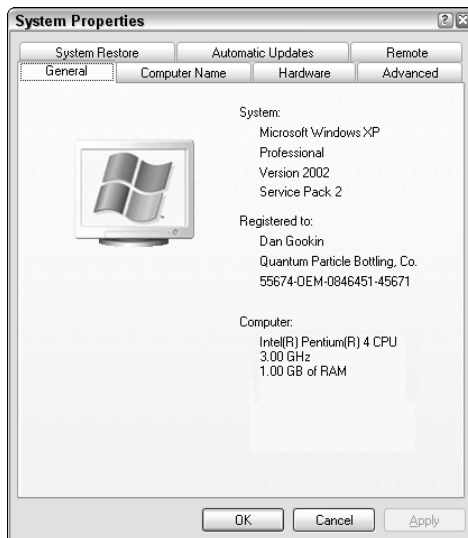 System Properties
System Restore Automatic Updates Remote
General Computer Name Hardware Advanced
System:
Microsoft Windows XP
Professional
Version 2002
Service Pack 2
Registered to:
Dan Gookin
Quantum Particle Bottling, Co.
55674-OEM-0846451-45671
Computer:
Intel(R) Pentium(R) 4 CPU
3.00 GHz
1.00 GB of RAM
OK Cancel Apply